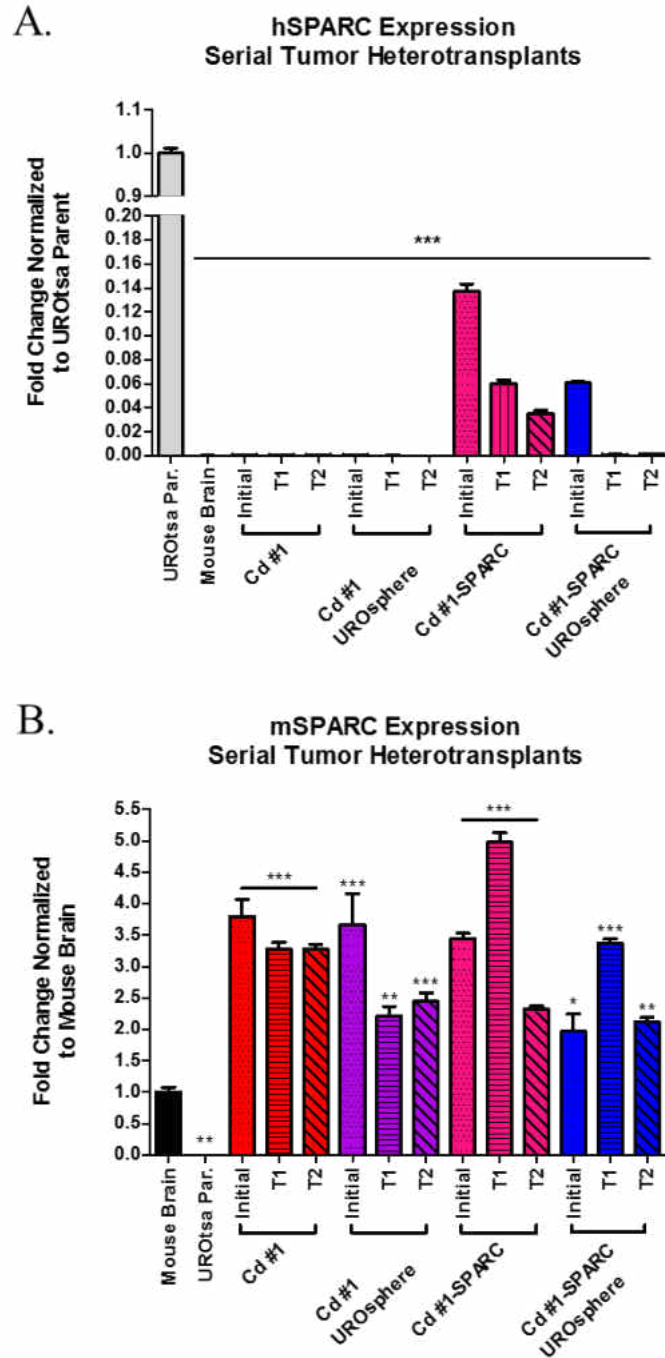 A.
hSPARC Expression
Serial Tumor Heterotransplants
Fold Change Normalized
to UROtsa Parent
1.1
1.0
0.9
0.20
0.18
0.16
0.14
0.12
0.10
0.08
0.06
0.04
0.02
0.00
***
UROtsa Par.
Mouse Brain
Initial
T1
T2
Initial
T1
T2
Initial
T1
T2
Initial
T1
T2
Cd #1
Cd #1
UROsphere
Cd #1-SPARC
Cd #1-SPARC
UROsphere
B.
mSPARC Expression
Serial Tumor Heterotransplants
Fold Change Normalized
to Mouse Brain
5.5
5.0
4.5
4.0
3.5
3.0
2.5
2.0
1.5
1.0
0.5
0.0
**
***
***
**
***
***
*
***
**
Mouse Brain
UROtsa Par.
Initial
T1
T2
Initial
T1
T2
Initial
T1
T2
Initial
T1
T2
Cd #1
Cd #1
UROsphere
Cd #1-SPARC
Cd #1-SPARC
UROsphere